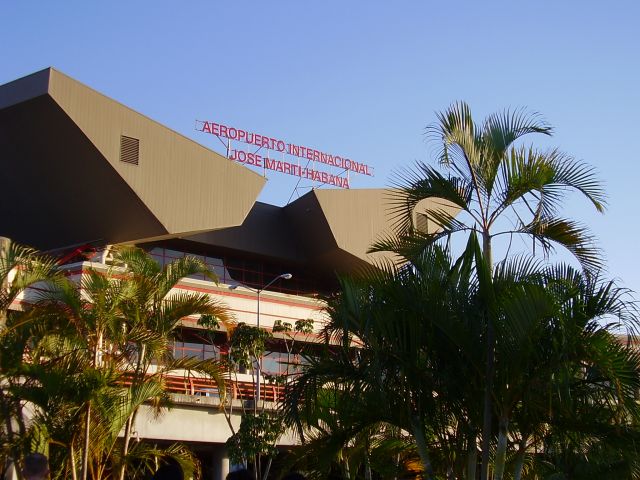 AEROPUERTO INTERNACIONAL
JOSE MARTI-HABANA